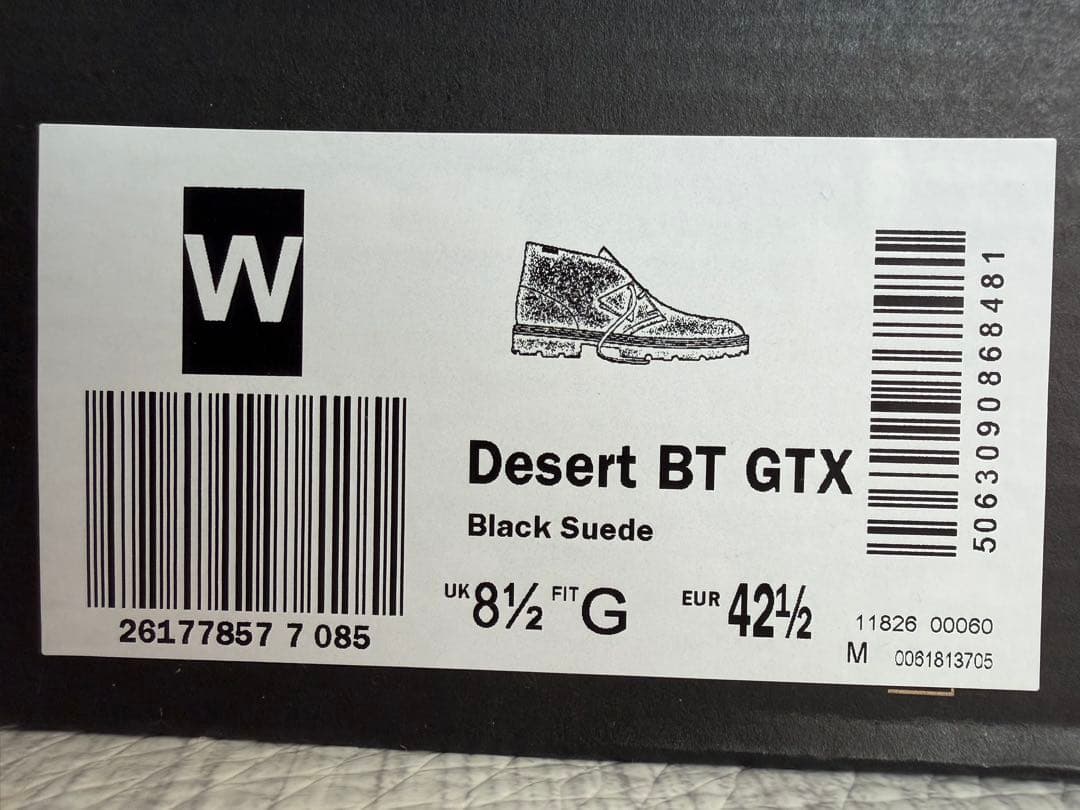 W
Desert BT GTX
Black Suede
UK 8½ FIT G EUR 42½
26177857 7 085
5063090868481
11826 00060
M 0061813705